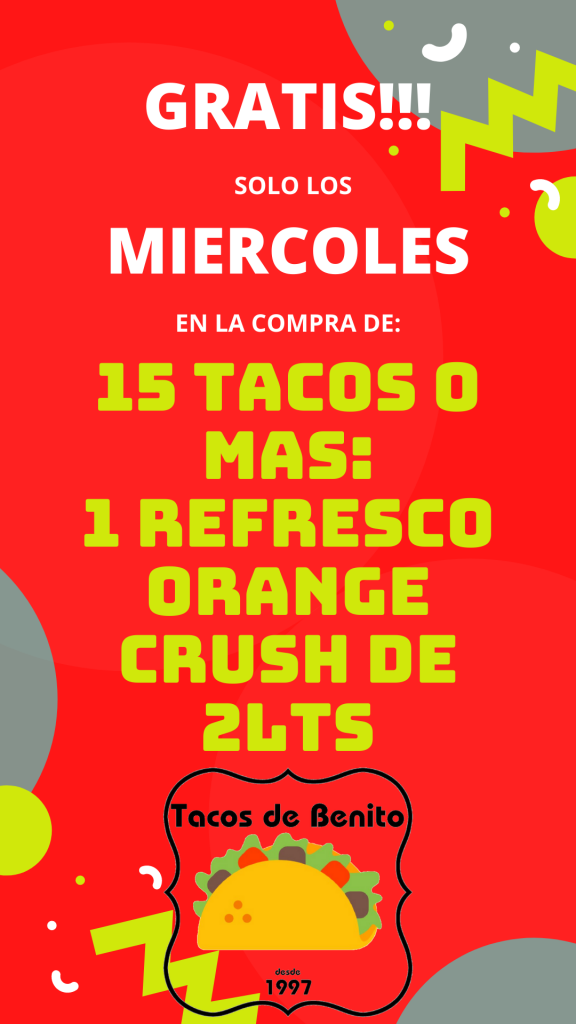 GRATIS!!!
SOLO LOS
MIERCOLES
EN LA COMPRA DE:
15 TACOS O
MAS:
1 REFRESCO
ORANGE
CRUSH DE
2LTS
Tacos de Benito
desde
1997